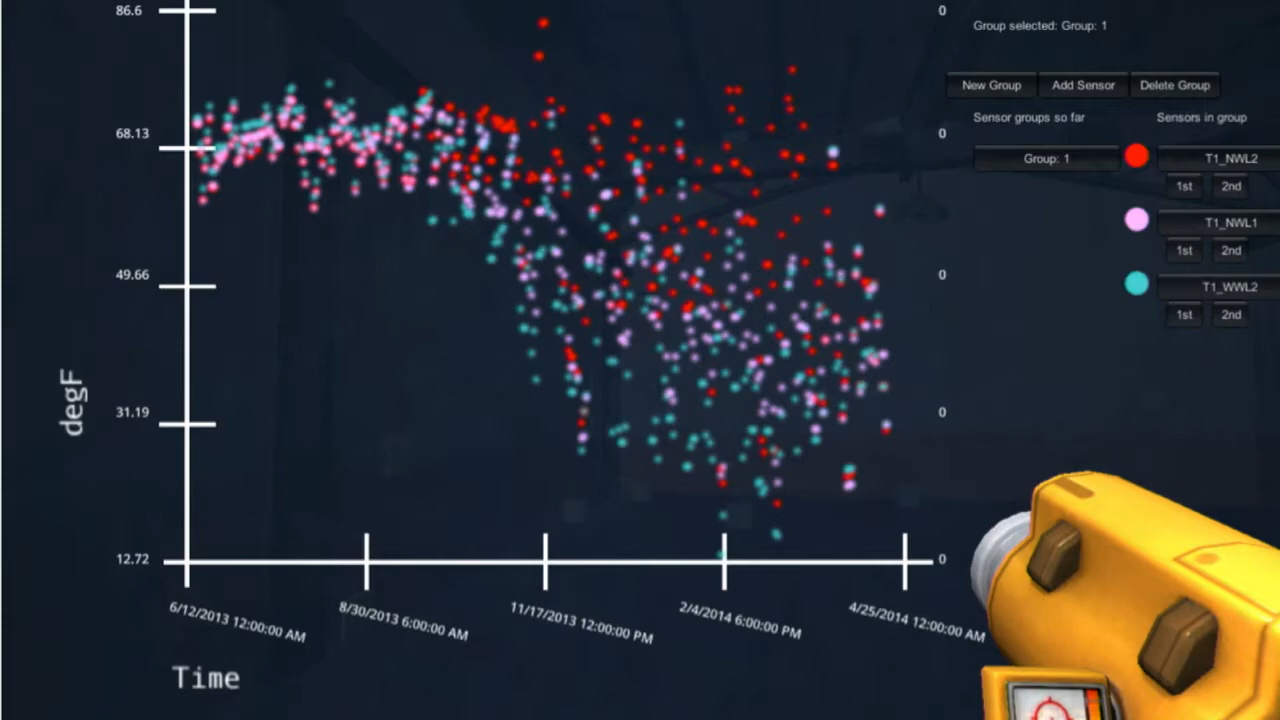 86.6
0
Group selected: Group: 1
New Group Add Sensor Delete Group
Sensor groups so far
Sensors in group
68.13
0
Group: 1
T1_NWL2
1st 2nd
T1_NWL1
1st 2nd
49.66
0
T1_WWL2
1st 2nd
degF
31.19
0
12.72
0
6/12/2013 12:00:00 AM
8/30/2013 6:00:00 AM
11/17/2013 12:00:00 PM
2/4/2014 6:00:00 PM
4/25/2014 12:00:00 AM
Time